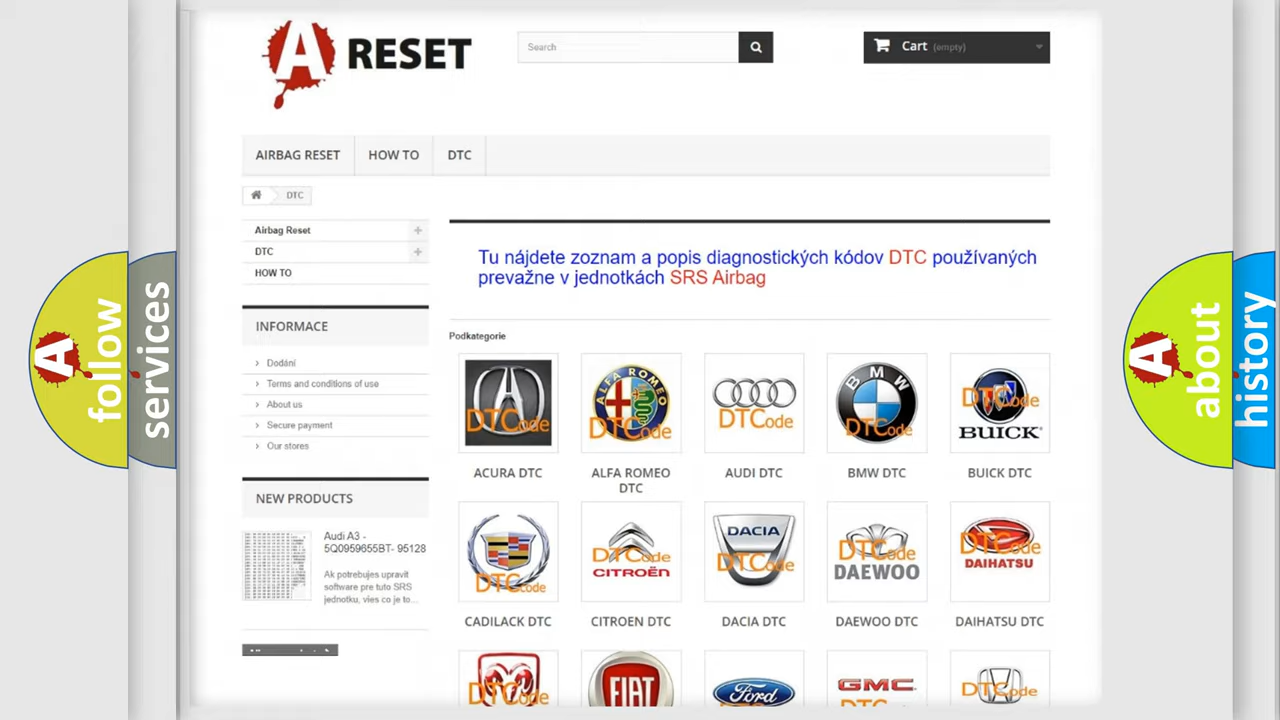 A RESET
Search
Cart (empty)
AIRBAG RESET
HOW TO
DTC
DTC
Airbag Reset
DTC
HOW TO
INFORMACE
Dodání
Terms and conditions of use
About us
Secure payment
Our stores
NEW PRODUCTS
Audi A3 -
5Q0959655BT- 95128
Ak potrebujes upravit
software pre tuto SRS
jednotku, vies co je to...
Tu nájdete zoznam a popis diagnostických kódov DTC používaných
prevažne v jednotkách SRS Airbag
Podkategorie
DTCode
ALFA ROMEO
DTCode
DTCode
BMW
DTCode
DTCode
BUICK
ACURA DTC
ALFA ROMEO
DTC
AUDI DTC
BMW DTC
BUICK DTC
DTCode
DTCode
CITROËN
DACIA
DTCode
DTCode
DAEWOO
DTCode
DAIHATSU
CADILACK DTC
CITROEN DTC
DACIA DTC
DAEWOO DTC
DAIHATSU DTC
DTCode
FIAT
Ford
GMC
DTCode
A follow
services
A about
history